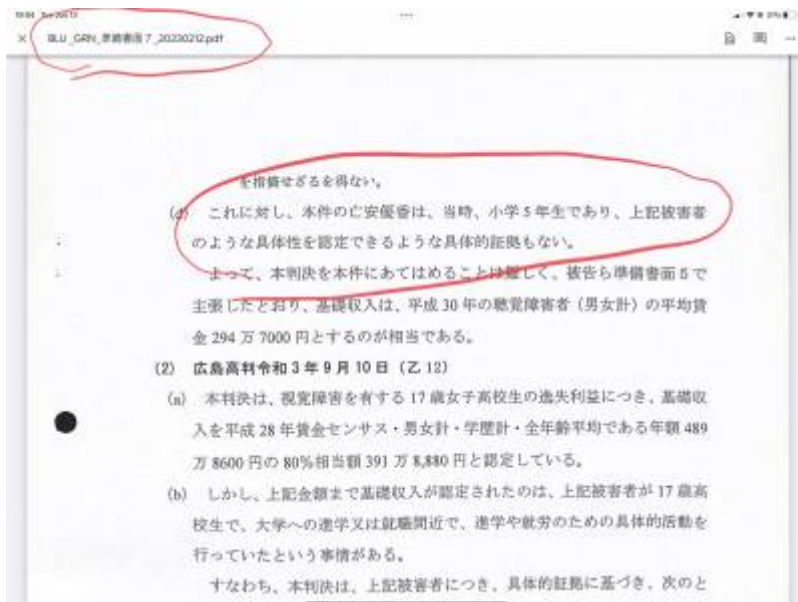 BLU_GRN_準備書面7_20230212.pdf
を指摘せざるを得ない。
(d) これに対し、本件の亡安優香は、当時、小学5年生であり、上記被害者
のような具体性を認定できるような具体的証拠もない。
よって、本判決を本件にあてはめることは難しく、被告ら準備書面5で
主張したとおり、基礎収入は、平成30年の聴覚障害者（男女計）の平均賃
金294万7000円とするのが相当である。
(2) 広島高判令和3年9月10日（乙12）
(a) 本判決は、視覚障害を有する17歳女子高校生の逸失利益につき、基礎収
入を平成28年賃金センサス・男女計・学歴計・全年齢平均である年額489
万8600円の80%相当額391万8,880円と認定している。
(b) しかし、上記金額まで基礎収入が認定されたのは、上記被害者が17歳高
校生で、大学への進学又は就職間近で、進学や就労のための具体的活動を
行っていたという事情がある。
すなわち、本判決は、上記被害者につき、具体的証拠に基づき、次のと